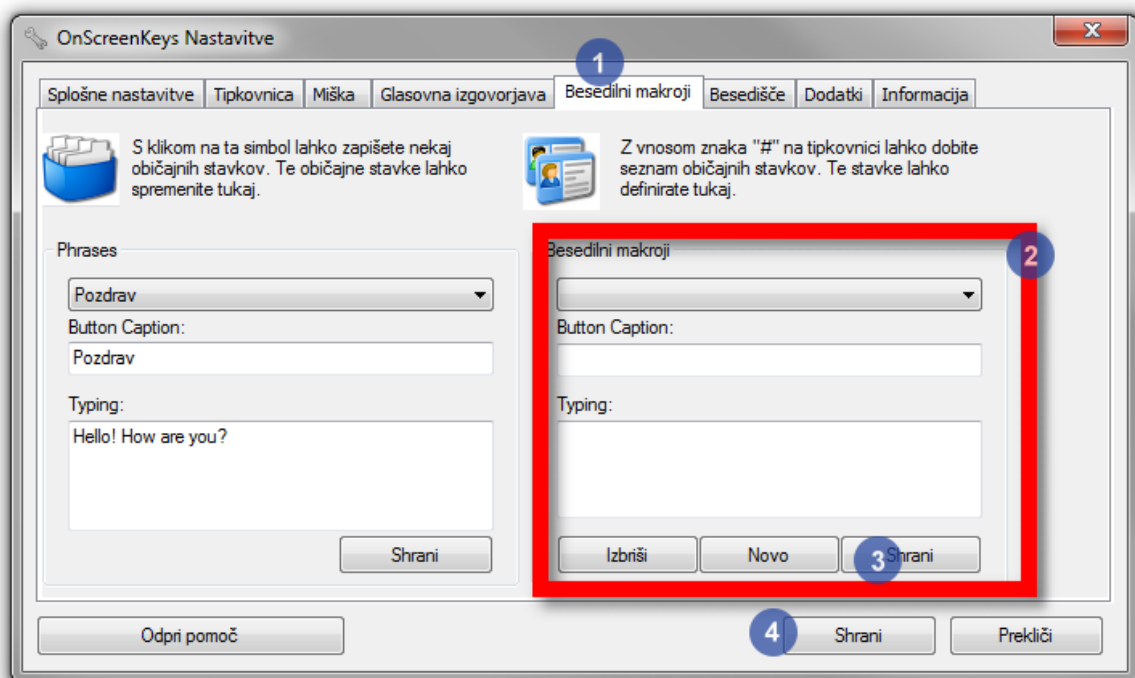 OnScreenKeys Nastavitve
1
Splošne nastavitve Tipkovnica Miška Glasovna izgovorjava Besedilni makroji Besedišče Dodatki Informacija
S klikom na ta simbol lahko zapišete nekaj
običajnih stavkov. Te običajne stavke lahko
spremenite tukaj.
Z vnosom znaka "#" na tipkovnici lahko dobite
seznam običajnih stavkov. Te stavke lahko
definirate tukaj.
Phrases
Pozdrav
Button Caption:
Pozdrav
Typing:
Hello! How are you?
Shrani
Besedilni makroji
2
Button Caption:
Typing:
Izbriši Novo 3 Shrani
Odpri pomoč 4 Shrani Prekliči